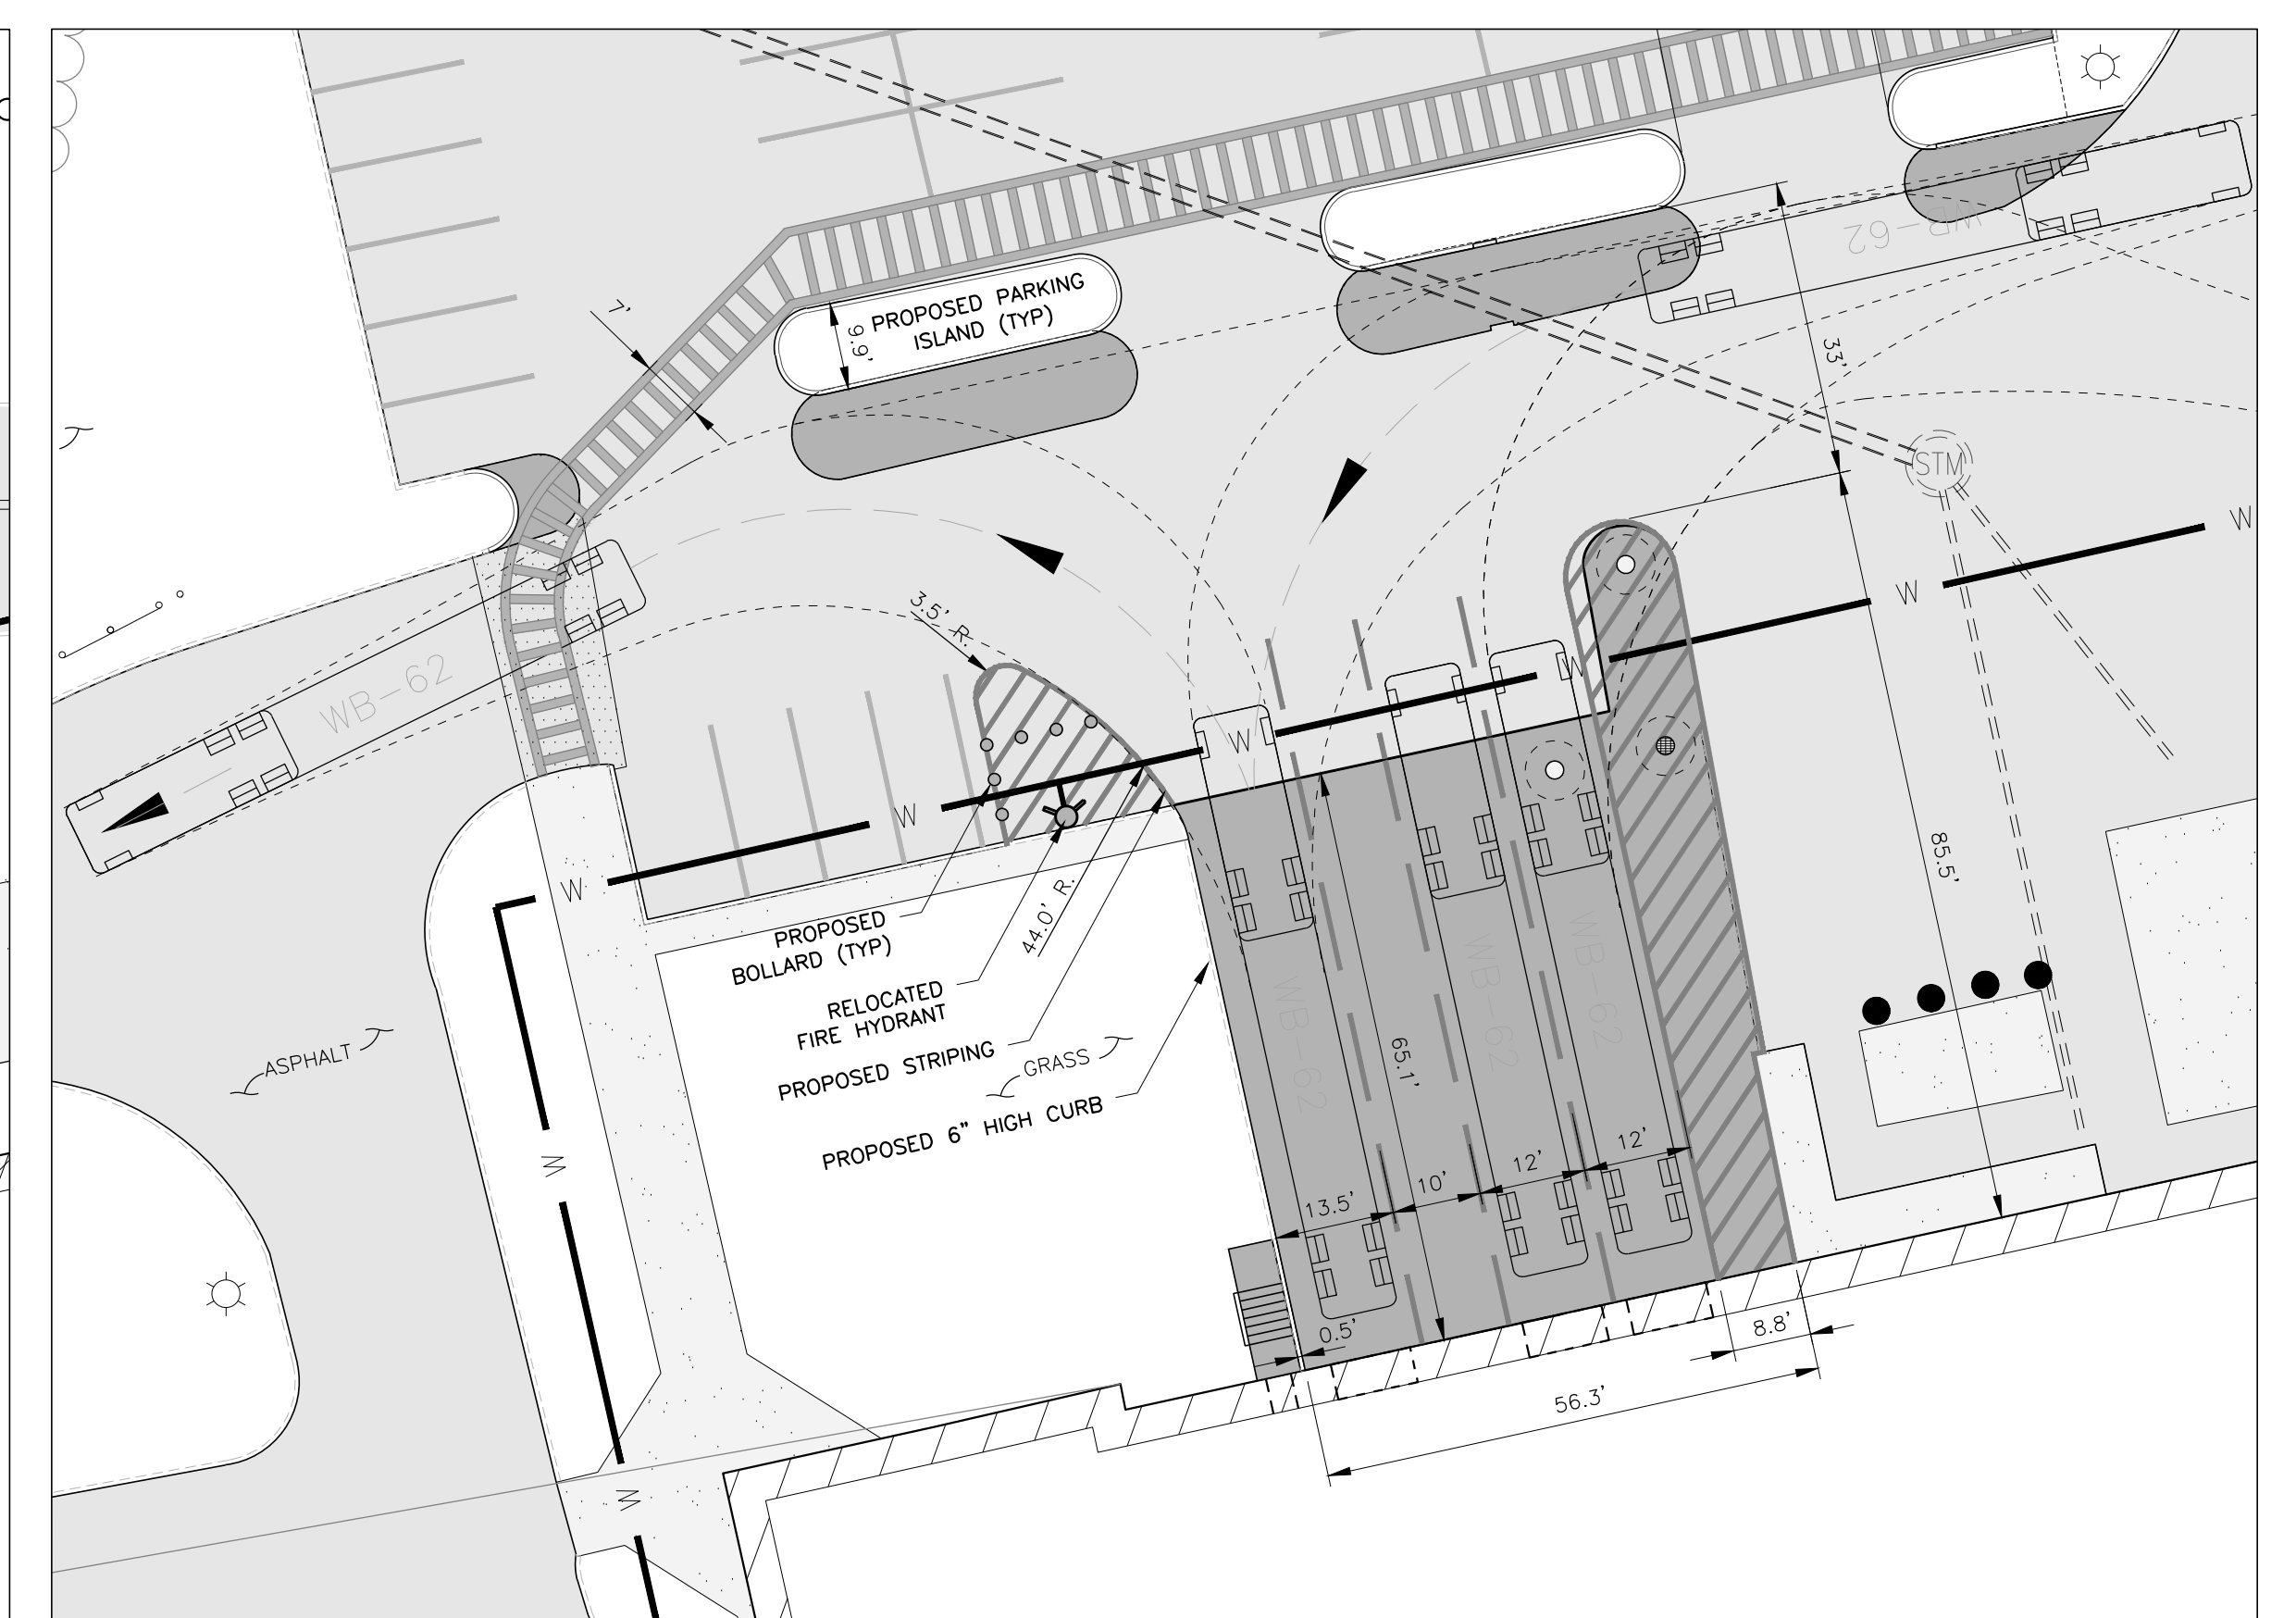 WB-62
7'
9.9'
PROPOSED PARKING
ISLAND (TYP)
33'
STM
W
W
W
3.5' R.
WB-62
W
W
W
85.5'
PROPOSED
BOLLARD (TYP)
44.0' R.
RELOCATED
FIRE HYDRANT
PROPOSED STRIPING
GRASS
PROPOSED 6" HIGH CURB
ASPHALT
WB-62
WB-62
WB-62
65.1'
13.5'
10'
12'
12'
W
0.5'
8.8'
56.3'
W